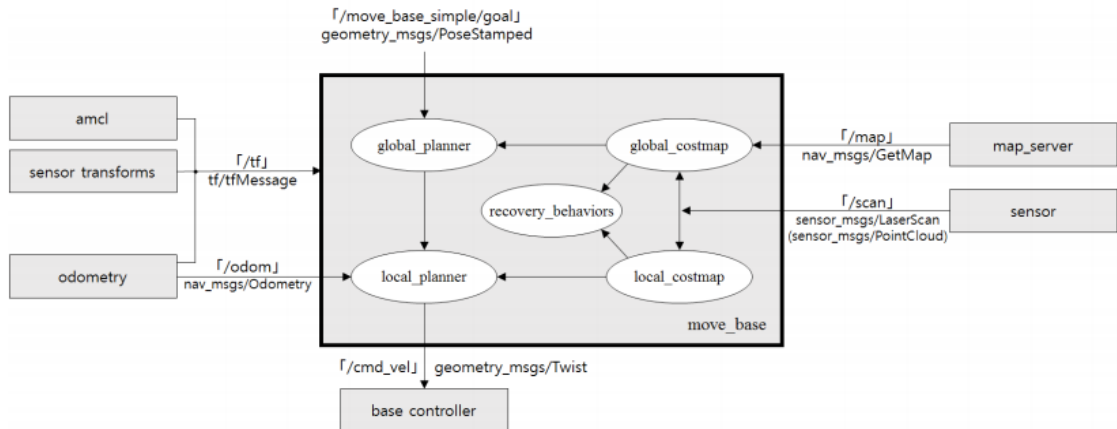 「/move_base_simple/goal」
geometry_msgs/PoseStamped
amcl
sensor transforms
「/tf」
tf/tfMessage
odometry
「/odom」
nav_msgs/Odometry
global_planner
global_costmap
recovery_behaviors
local_planner
local_costmap
move_base
「/map」
nav_msgs/GetMap
map_server
「/scan」
sensor_msgs/LaserScan
(sensor_msgs/PointCloud)
sensor
「/cmd_vel」 geometry_msgs/Twist
base controller